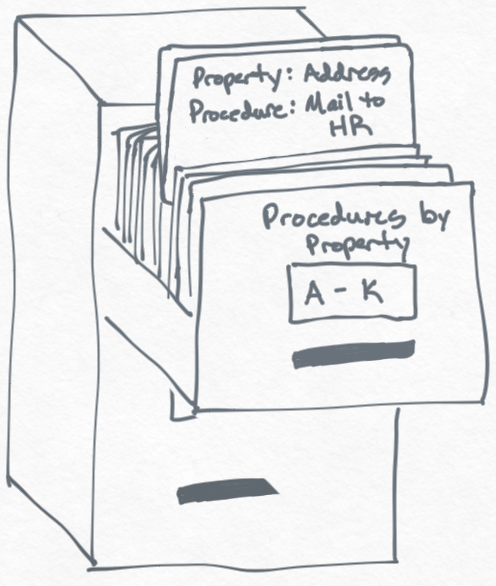 Property: Address
Procedure: Mail to
HR
Procedures by
Property
A - K